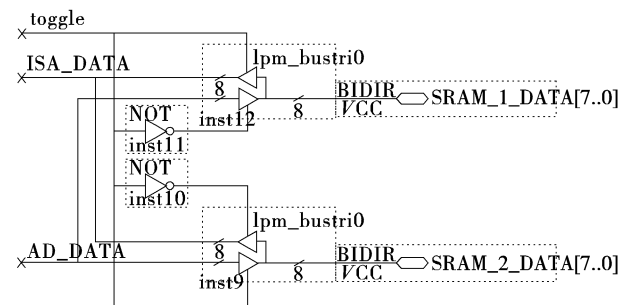 toggle
ISA_DATA
lpm_bustri0
8
8
BIDIR
VCC
SRAM_1_DATA[7..0]
inst12
NOT
inst11
NOT
inst10
lpm_bustri0
AD_DATA
8
8
BIDIR
VCC
SRAM_2_DATA[7..0]
inst9